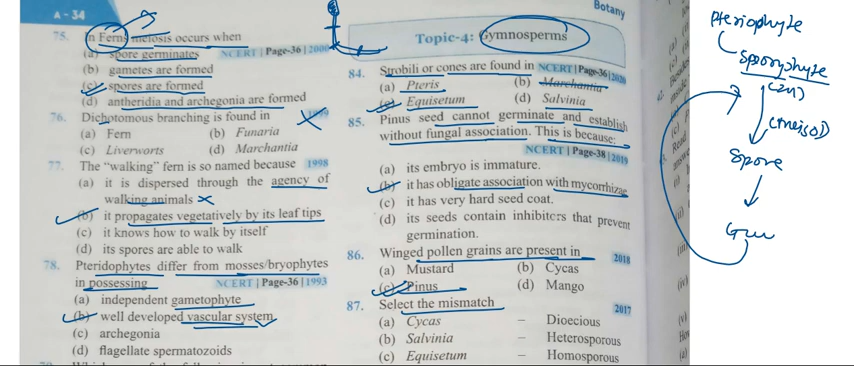 A - 34
75. In Ferns meiosis occurs when
(a) spore germinates NCERT | Page-36 | 2000
(b) gametes are formed
(c) spores are formed
(d) antheridia and archegonia are formed
76. Dichotomous branching is found in 1999
(a) Fern (b) Funaria
(c) Liverworts (d) Marchantia
77. The “walking” fern is so named because 1998
(a) it is dispersed through the agency of
walking animals
(b) it propagates vegetatively by its leaf tips
(c) it knows how to walk by itself
(d) its spores are able to walk
78. Pteridophytes differ from mosses/bryophytes
in possessing NCERT | Page-36 | 1993
(a) independent gametophyte
(b) well developed vascular system
(c) archegonia
(d) flagellate spermatozoids
Botany
Topic-4: Gymnosperms
84. Strobili or cones are found in NCERT | Page-36 | 2020
(a) Pteris (b) Marchantia
(c) Equisetum (d) Salvinia
85. Pinus seed cannot germinate and establish
without fungal association. This is because:
NCERT | Page-38 | 2019
(a) its embryo is immature.
(b) it has obligate association with mycorrhizae
(c) it has very hard seed coat.
(d) its seeds contain inhibitors that prevent
germination.
86. Winged pollen grains are present in 2018
(a) Mustard (b) Cycas
(c) Pinus (d) Mango
87. Select the mismatch 2017
(a) Cycas – Dioecious
(b) Salvinia – Heterosporous
(c) Equisetum – Homosporous
Sporophyte
(2n)
Spore